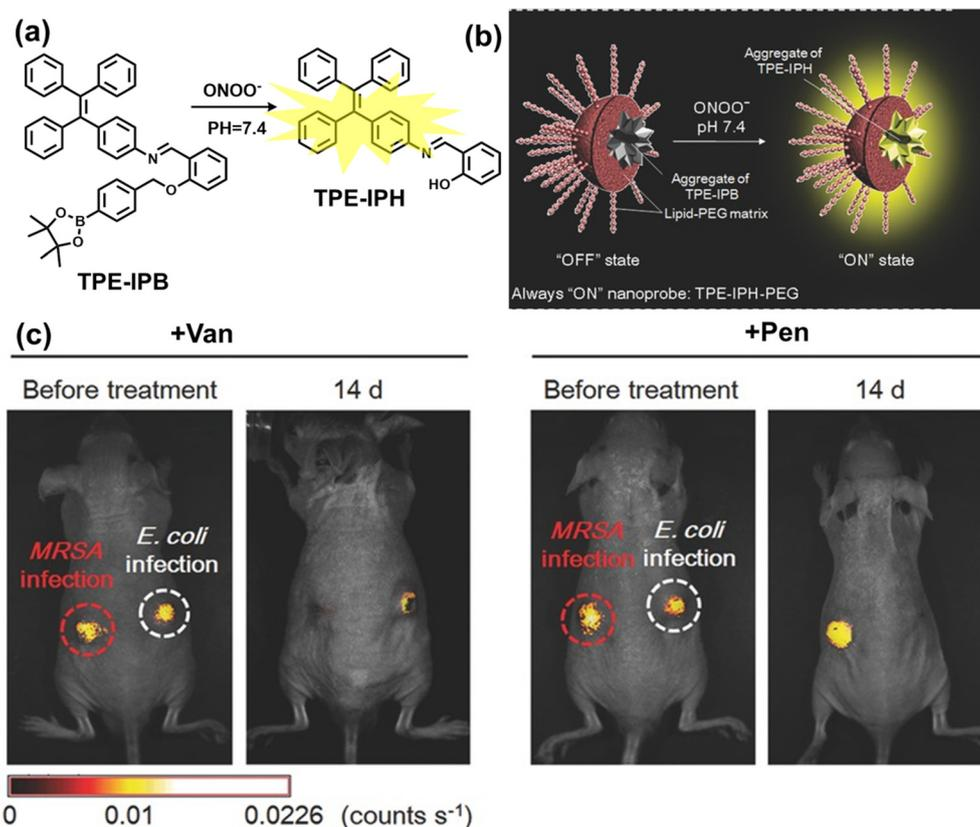 (a)
ONOO⁻
PH=7.4
N
O
O
B
O
TPE-IPB
N
HO
TPE-IPH
(b)
Aggregate of
TPE-IPH
ONOO⁻
pH 7.4
Aggregate of
TPE-IPB
Lipid-PEG matrix
“OFF” state
“ON” state
Always “ON” nanoprobe: TPE-IPH-PEG
(c)
+Van
+Pen
Before treatment
14 d
Before treatment
14 d
MRSA
infection
E. coli
infection
MRSA
infection
E. coli
infection
0
0.01
0.0226
(counts s⁻¹)